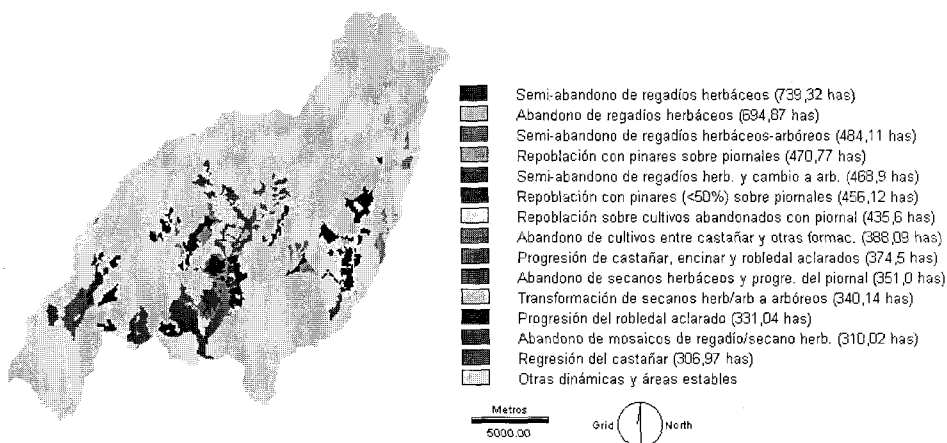 Semi-abandono de regadíos herbáceos (739,32 has)
Abandono de regadíos herbáceos (694,87 has)
Semi-abandono de regadíos herbáceos-arbóreos (484,11 has)
Repoblación con pinares sobre piornales (470,77 has)
Semi-abandono de regadíos herb. y cambio a arb. (468,9 has)
Repoblación con pinares (<50%) sobre piornales (456,12 has)
Repoblación sobre cultivos abandonados con piornal (435,6 has)
Abandono de cultivos entre castañar y otras formac. (388,09 has)
Progresión de castañar, encinar y robledal aclarados (374,5 has)
Abandono de secanos herbáceos y progre. del piornal (351,0 has)
Transformación de secanos herb/arb a arbóreos (340,14 has)
Progresión del robledal aclarado (331,04 has)
Abandono de mosaicos de regadío/secano herb. (310,02 has)
Regresión del castañar (306,97 has)
Otras dinámicas y áreas estables
Metros
5000.00
Grid North